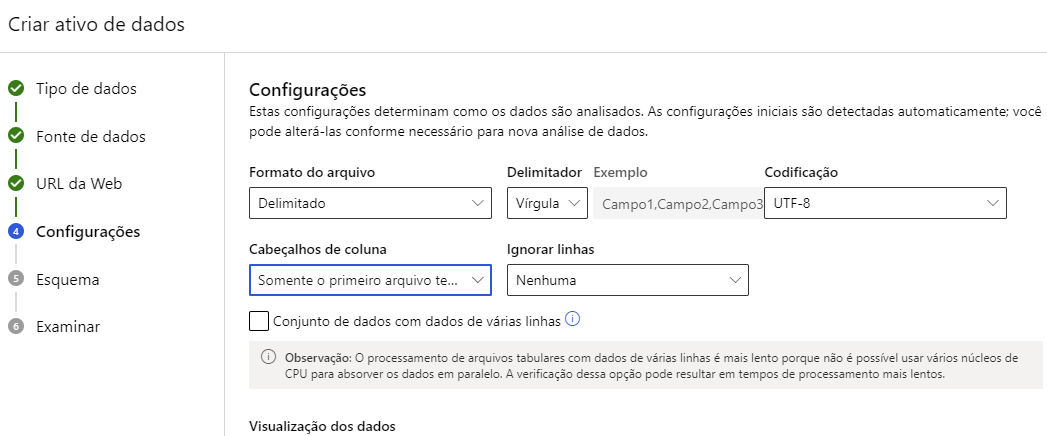 Criar ativo de dados
Tipo de dados
Fonte de dados
URL da Web
4 Configurações
5 Esquema
6 Examinar
Configurações
Estas configurações determinam como os dados são analisados. As configurações iniciais são detectadas automaticamente; você
pode alterá-las conforme necessário para nova análise de dados.
Formato do arquivo Delimitador Exemplo Codificação
Delimitado Vírgula Campo1,Campo2,Campo3 UTF-8
Cabeçalhos de coluna Ignorar linhas
Somente o primeiro arquivo te... Nenhuma
Conjunto de dados com dados de várias linhas
Observação: O processamento de arquivos tabulares com dados de várias linhas é mais lento porque não é possível usar vários núcleos de
CPU para absorver os dados em paralelo. A verificação dessa opção pode resultar em tempos de processamento mais lentos.
Visualização dos dados